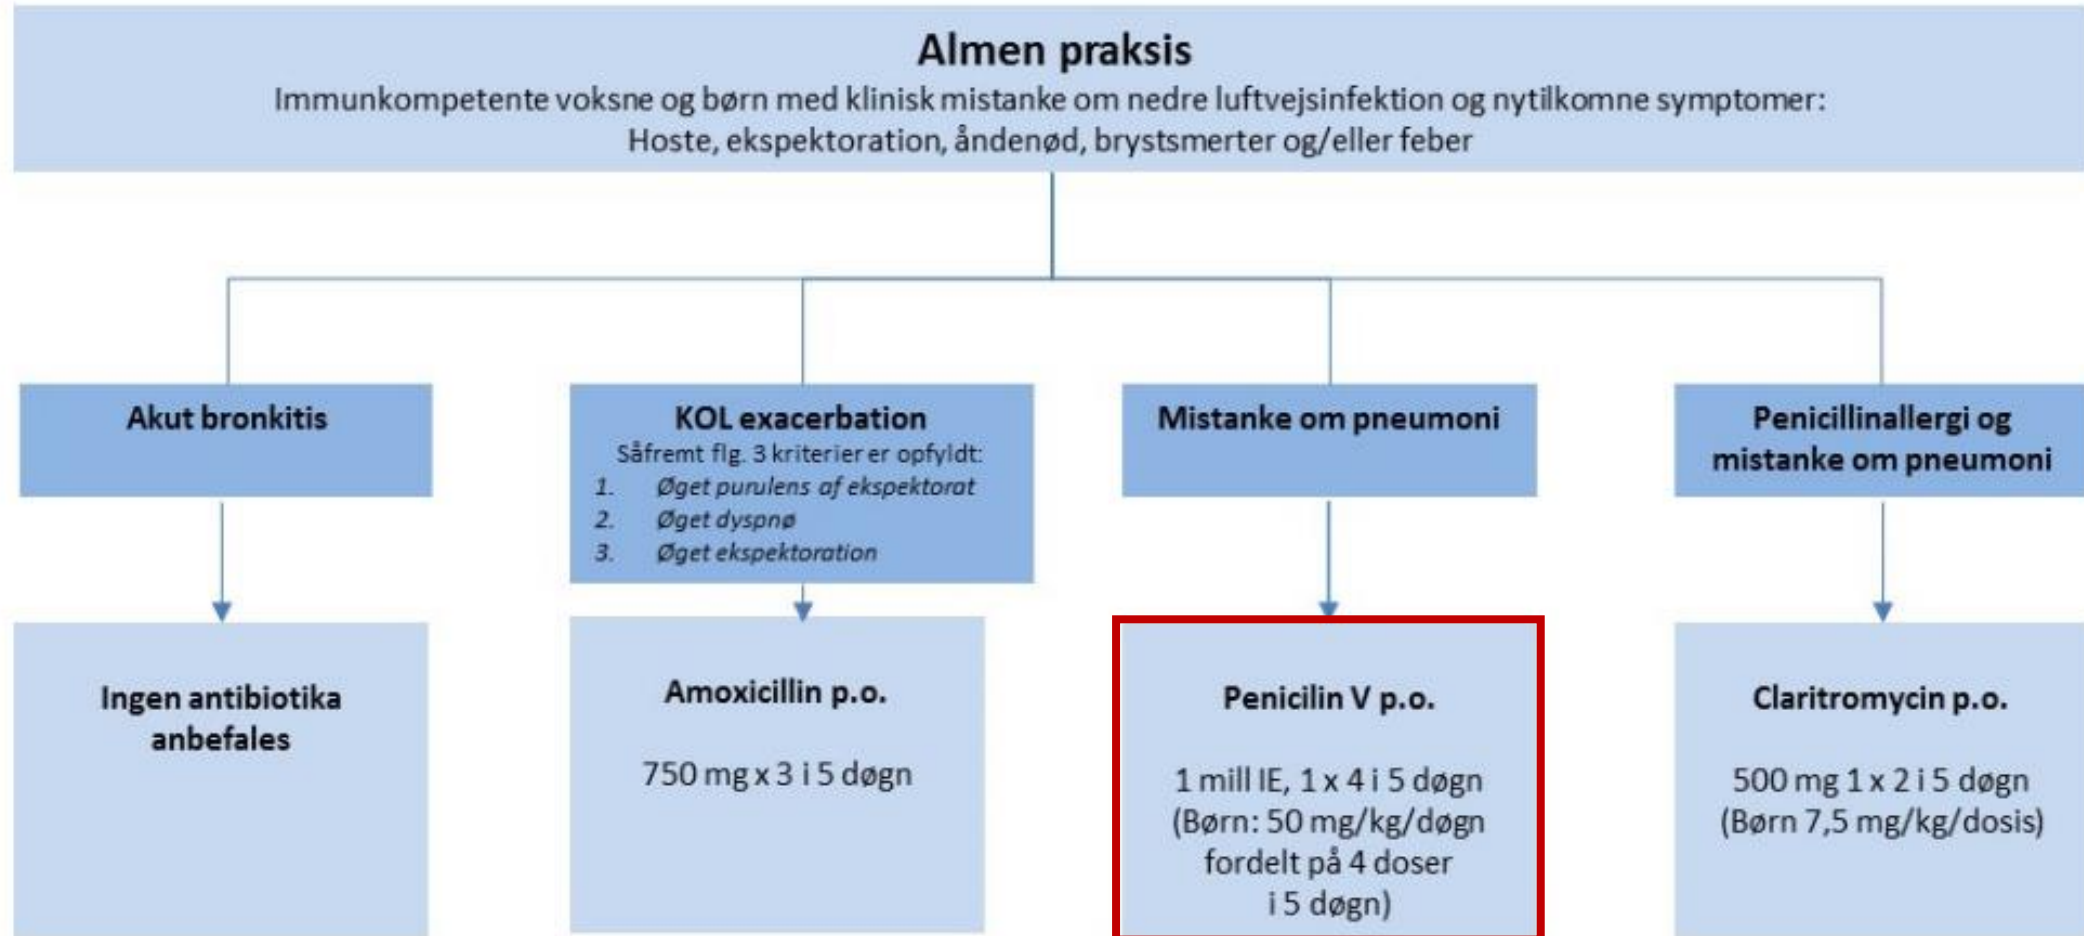 Almen praksis
Immunkompetente voksne og børn med klinisk mistanke om nedre luftvejsinfektion og nytilkomne symptomer:
Hoste, ekspektoration, åndenød, brystsmerter og/eller feber
Akut bronkitis
Ingen antibiotika
anbefales
KOL exacerbation
Såfremt flg. 3 kriterier er opfyldt:
1. Øget purulens af ekspektorat
2. Øget dyspnø
3. Øget ekspektoration
Amoxicillin p.o.
750 mg x 3 i 5 døgn
Mistanke om pneumoni
Penicilin V p.o.
1 mill IE, 1 x 4 i 5 døgn
(Børn: 50 mg/kg/døgn
fordelt på 4 doser
i 5 døgn)
Penicillinallergi og
mistanke om pneumoni
Claritromycin p.o.
500 mg 1 x 2 i 5 døgn
(Børn 7,5 mg/kg/dosis)